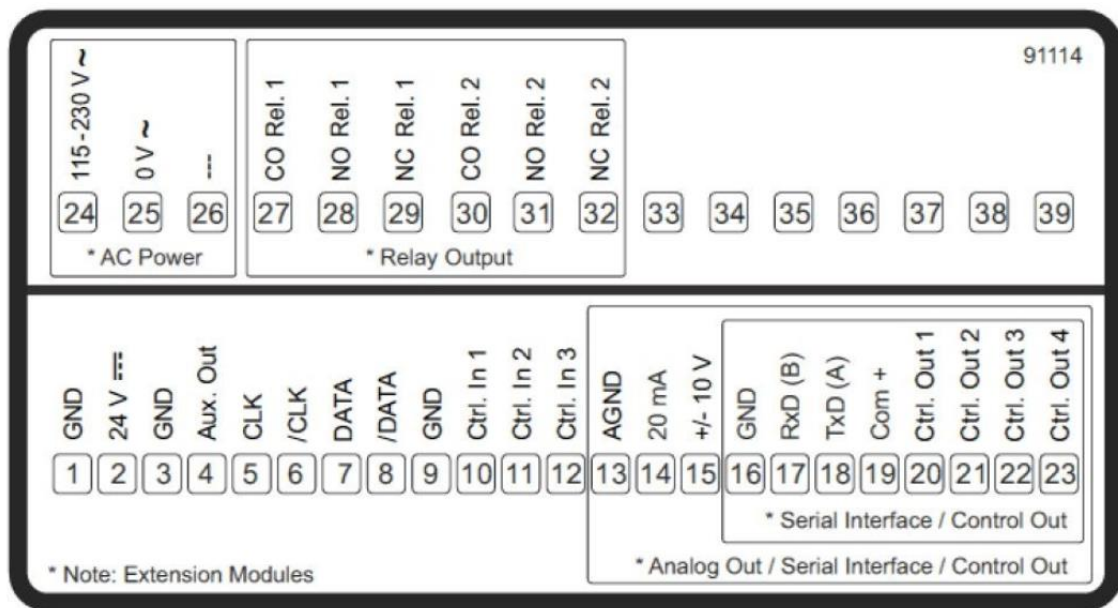 91114
115-230 V ~
0 V ~
---
CO Rel. 1
NO Rel. 1
NC Rel. 1
CO Rel. 2
NO Rel. 2
NC Rel. 2
24 25 26 27 28 29 30 31 32 33 34 35 36 37 38 39
* AC Power
* Relay Output
GND
24 V ⎓
GND
Aux. Out
CLK
/CLK
DATA
/DATA
GND
Ctrl. In 1
Ctrl. In 2
Ctrl. In 3
AGND
20 mA
+/- 10 V
GND
RxD (B)
TxD (A)
Com +
Ctrl. Out 1
Ctrl. Out 2
Ctrl. Out 3
Ctrl. Out 4
1 2 3 4 5 6 7 8 9 10 11 12 13 14 15 16 17 18 19 20 21 22 23
* Serial Interface / Control Out
* Analog Out / Serial Interface / Control Out
* Note: Extension Modules